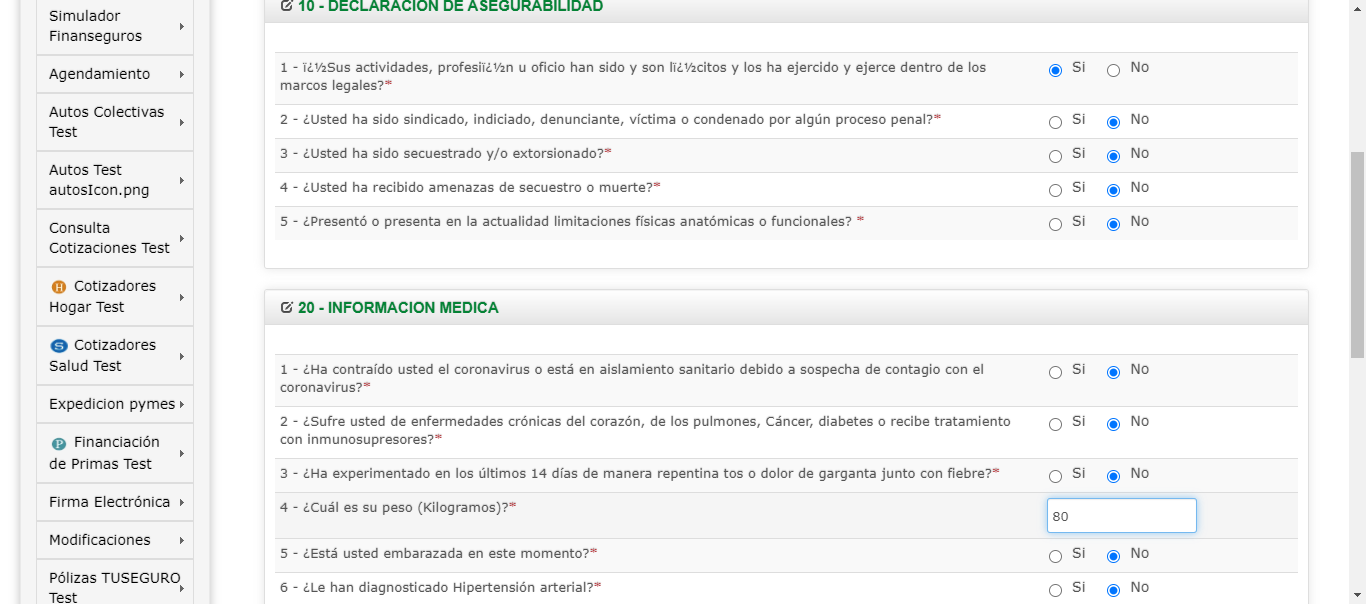 Simulador
Finanseguros
Agendamiento
Autos Colectivas
Test
Autos Test
autosIcon.png
Consulta
Cotizaciones Test
H Cotizadores
Hogar Test
S Cotizadores
Salud Test
Expedicion pymes
P Financiación
de Primas Test
Firma Electrónica
Modificaciones
Pólizas TUSEGURO
Test
10 - DECLARACION DE ASEGURABILIDAD
1 - ï¿½Sus actividades, profesiï¿½n u oficio han sido y son lï¿½citos y los ha ejercido y ejerce dentro de los
marcos legales?* Si No
2 - ¿Usted ha sido sindicado, indiciado, denunciante, víctima o condenado por algún proceso penal?* Si No
3 - ¿Usted ha sido secuestrado y/o extorsionado?* Si No
4 - ¿Usted ha recibido amenazas de secuestro o muerte?* Si No
5 - ¿Presentó o presenta en la actualidad limitaciones físicas anatómicas o funcionales? * Si No
20 - INFORMACION MEDICA
1 - ¿Ha contraído usted el coronavirus o está en aislamiento sanitario debido a sospecha de contagio con el
coronavirus?* Si No
2 - ¿Sufre usted de enfermedades crónicas del corazón, de los pulmones, Cáncer, diabetes o recibe tratamiento
con inmunosupresores?* Si No
3 - ¿Ha experimentado en los últimos 14 días de manera repentina tos o dolor de garganta junto con fiebre?* Si No
4 - ¿Cuál es su peso (Kilogramos)?* 80
5 - ¿Está usted embarazada en este momento?* Si No
6 - ¿Le han diagnosticado Hipertensión arterial?* Si No